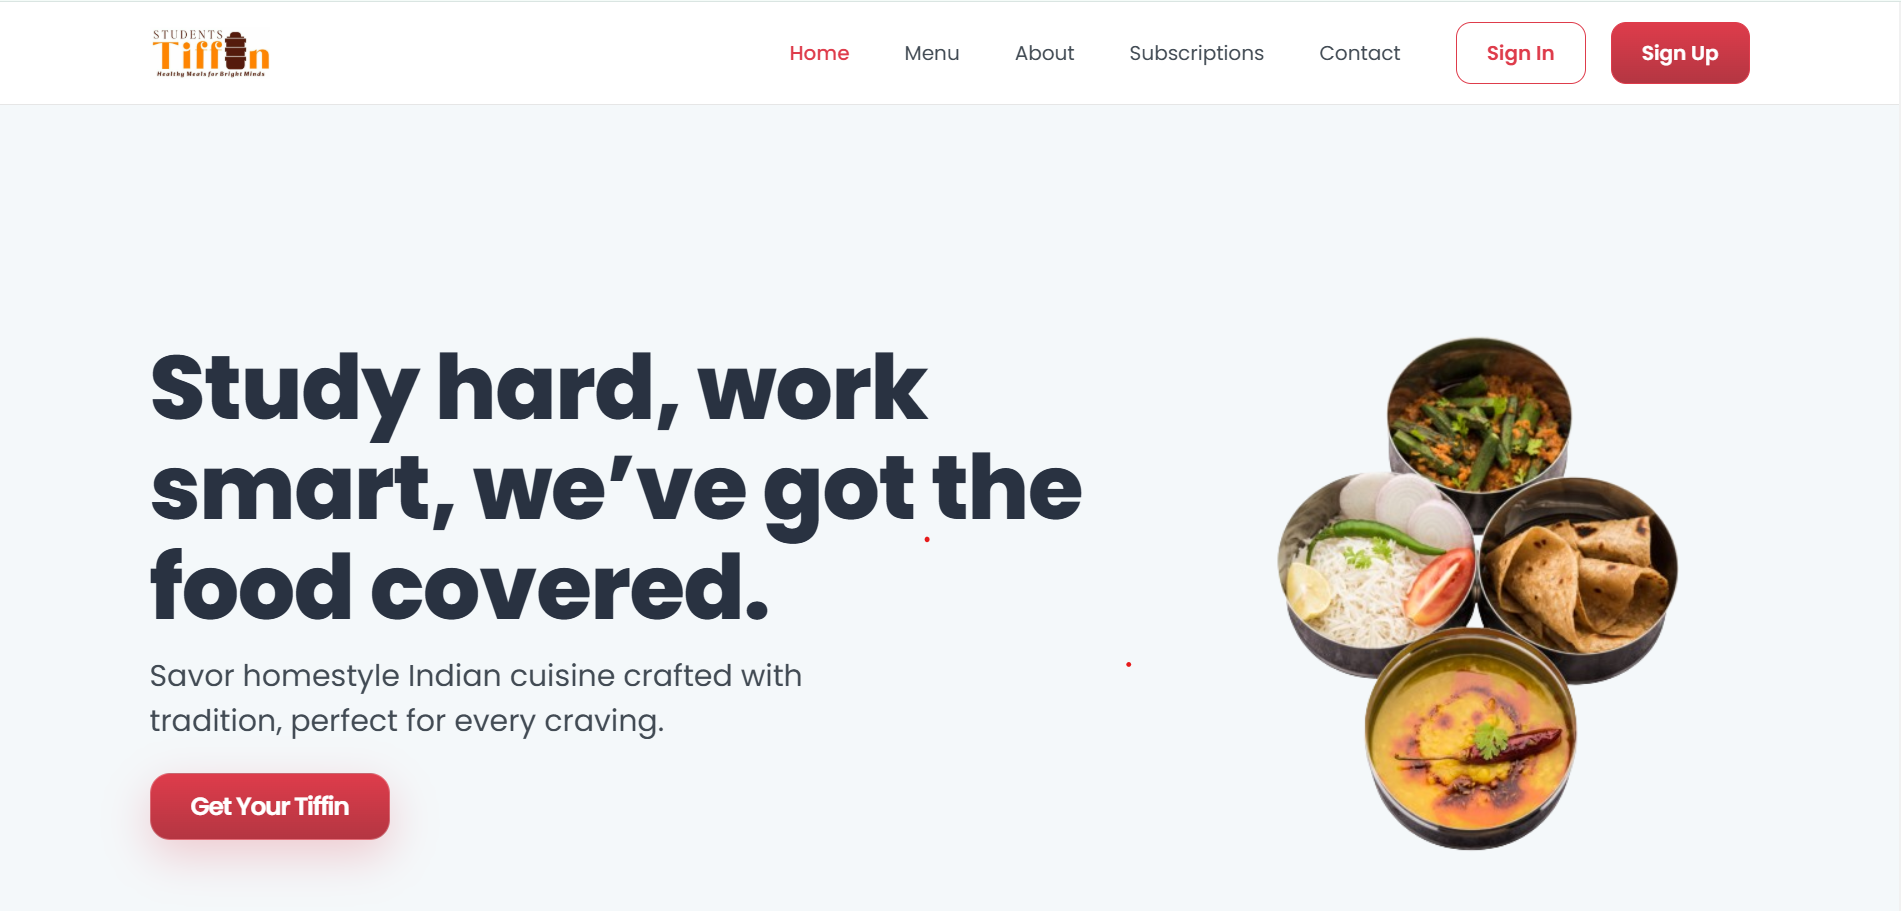 STUDENTS
Tiffin
Healthy Meals for Bright Minds
Home
Menu
About
Subscriptions
Contact
Sign In
Sign Up
Study hard, work
smart, we’ve got the
food covered.
Savor homestyle Indian cuisine crafted with
tradition, perfect for every craving.
Get Your Tiffin